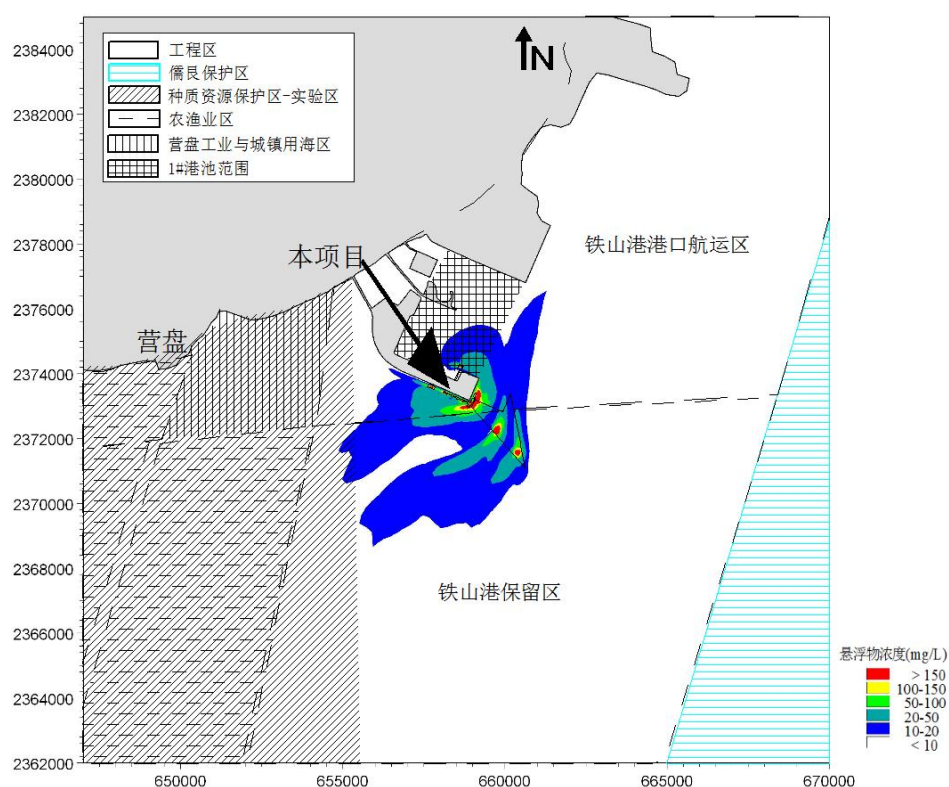 2384000
2382000
2380000
2378000
2376000
2374000
2372000
2370000
2368000
2366000
2364000
2362000
650000
655000
660000
665000
670000
工程区
儒艮保护区
种质资源保护区-实验区
农渔业区
营盘工业与城镇用海区
1#港池范围
N
铁山港港口航运区
本项目
营盘
铁山港保留区
悬浮物浓度(mg/L)
> 150
100-150
50-100
20-50
10-20
< 10